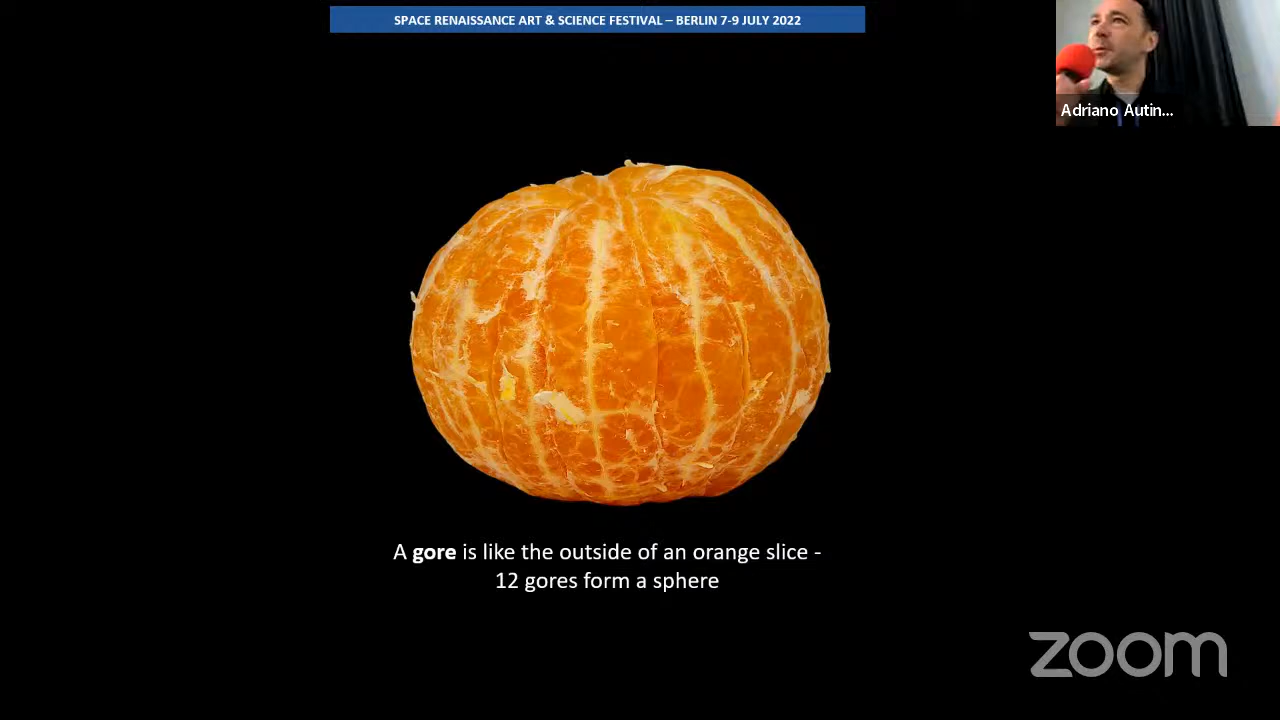 SPACE RENAISSANCE ART & SCIENCE FESTIVAL – BERLIN 7-9 JULY 2022
Adriano Autin...
A gore is like the outside of an orange slice -
12 gores form a sphere
zoom